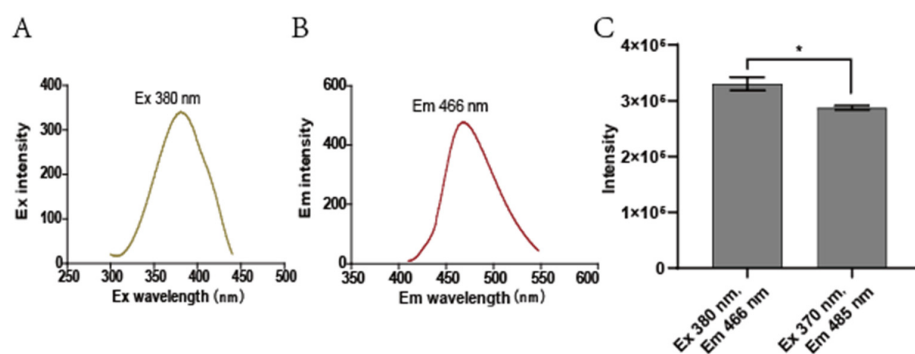 A
Ex 380 nm
Ex intensity
400
300
200
100
0
250 300 350 400 450 500
Ex wavelength (nm)
B
Em 466 nm
Em intensity
600
400
200
0
350 400 450 500 550 600
Em wavelength (nm)
C
*
Intensity
4×10⁶
3×10⁶
2×10⁶
1×10⁶
0
Ex 380 nm,
Em 466 nm
Ex 370 nm,
Em 485 nm